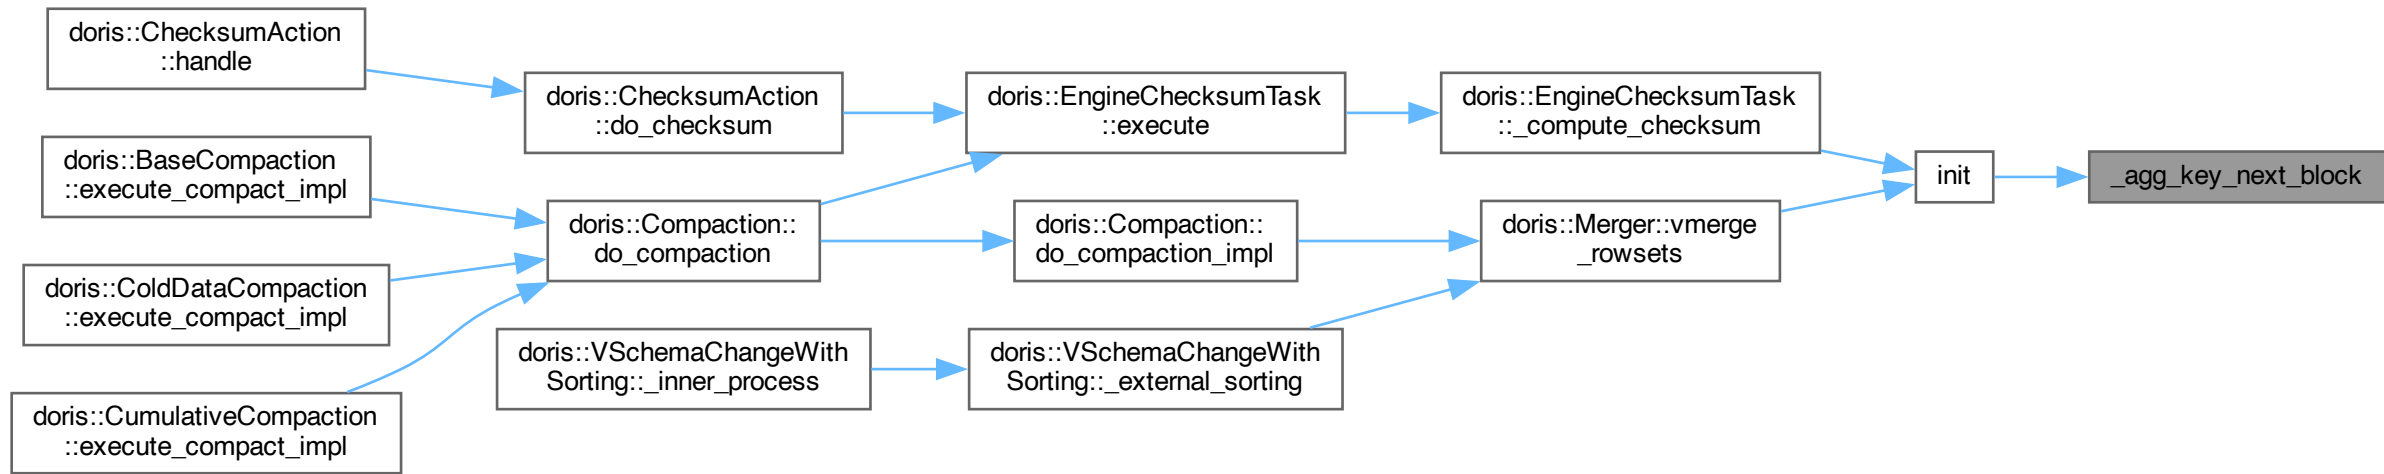 doris::ChecksumAction
::handle
doris::BaseCompaction
::execute_compact_impl
doris::ColdDataCompaction
::execute_compact_impl
doris::CumulativeCompaction
::execute_compact_impl
doris::ChecksumAction
::do_checksum
doris::Compaction::
do_compaction
doris::VSchemaChangeWith
Sorting::_inner_process
doris::EngineChecksumTask
::execute
doris::Compaction::
do_compaction_impl
doris::VSchemaChangeWith
Sorting::_external_sorting
doris::EngineChecksumTask
::_compute_checksum
doris::Merger::vmerge
_rowsets
init
_agg_key_next_block